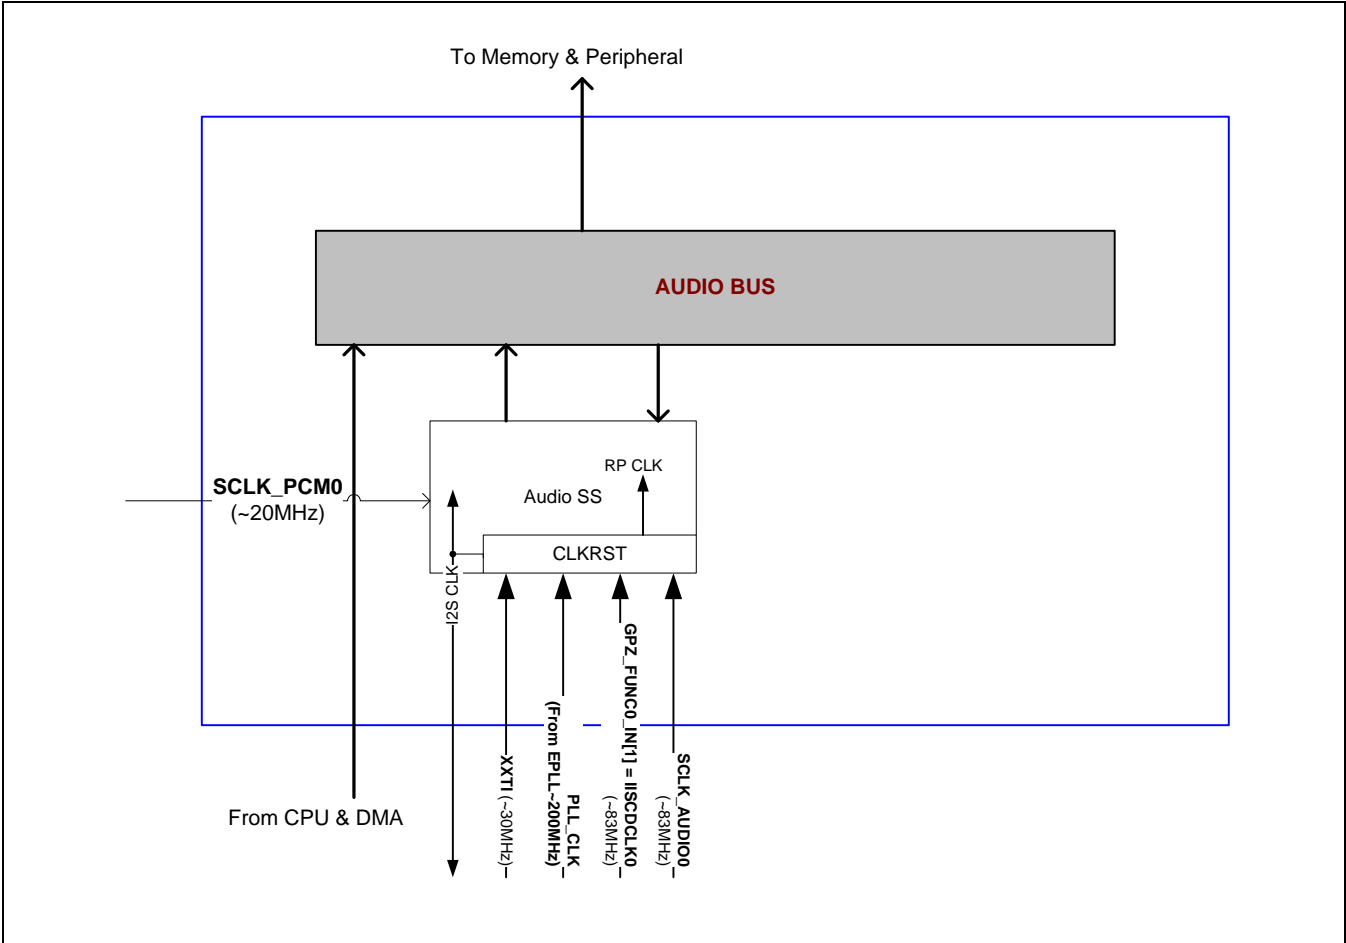 To Memory & Peripheral
AUDIO BUS
RP CLK
SCLK_PCM0
(~20MHz)
Audio SS
CLKRST
I2S CLK
XXTI (~30MHz)
PLL_CLK
(From EPLL~200MHz)
GPZ_FUNC0_IN[1] = IISCDCLK0
(~83MHz)
SCLK_AUDIO0
(~83MHz)
From CPU & DMA